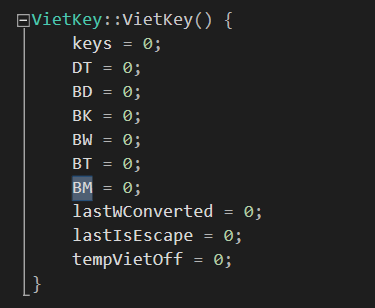 VietKey::VietKey() {
keys = 0;
DT = 0;
BD = 0;
BK = 0;
BW = 0;
BT = 0;
BM = 0;
lastWConverted = 0;
lastIsEscape = 0;
tempVietOff = 0;
}